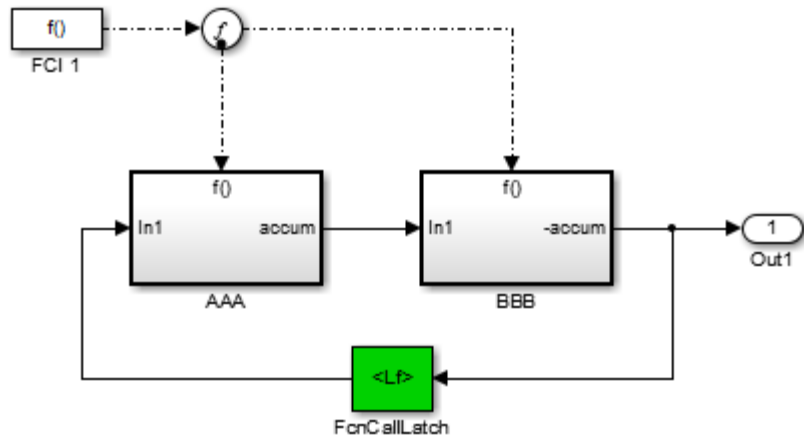 f()
FCI 1
f
f()
In1
accum
AAA
f()
In1
-accum
BBB
1
Out1
<Lf>
FcnCallLatch